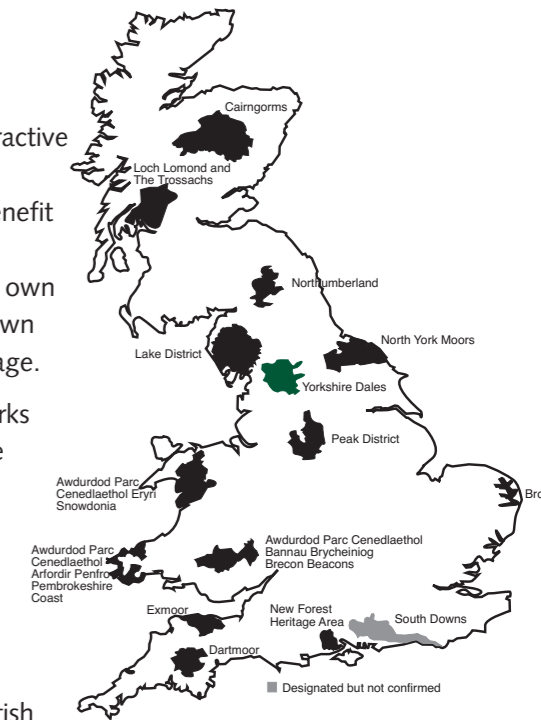 ractive
enefit
own
wn
age.
rks
e
tish
Cairngorms
Loch Lomond and
The Trossachs
Northumberland
Lake District
North York Moors
Yorkshire Dales
Peak District
Awdurdod Parc
Cenedlaethol Eryri
Snowdonia
Bro
Awdurdod Parc
Cenedlaethol
Arfordir Penfro
Pembrokeshire
Coast
Awdurdod Parc Cenedlaethol
Bannau Brycheiniog
Brecon Beacons
Exmoor
New Forest
Heritage Area
South Downs
Dartmoor
Designated but not confirmed